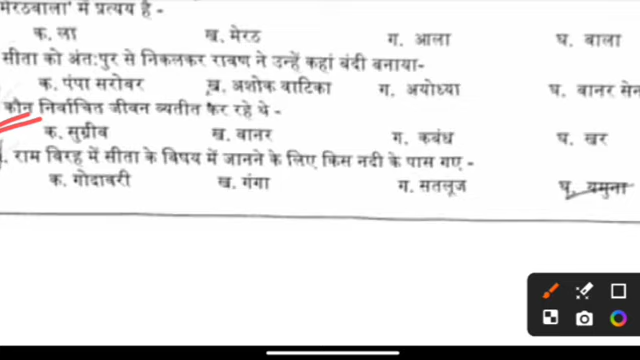 मेरठवाला' में प्रत्यय है -
क. ला ख. मेरठ ग. आला घ. वाला
सीता को अंतःपुर से निकलकर रावण ने उन्हें कहां बंदी बनाया-
क. पंपा सरोवर ख. अशोक वाटिका ग. अयोध्या घ. वानर सेन
कौन निर्वाचित जीवन व्यतीत कर रहे थे -
क. सुग्रीव ख. वानर ग. कबंध घ. खर
. राम विरह में सीता के विषय में जानने के लिए किस नदी के पास गए -
क. गोदावरी ख. गंगा ग. सतलूज घ. यमुना